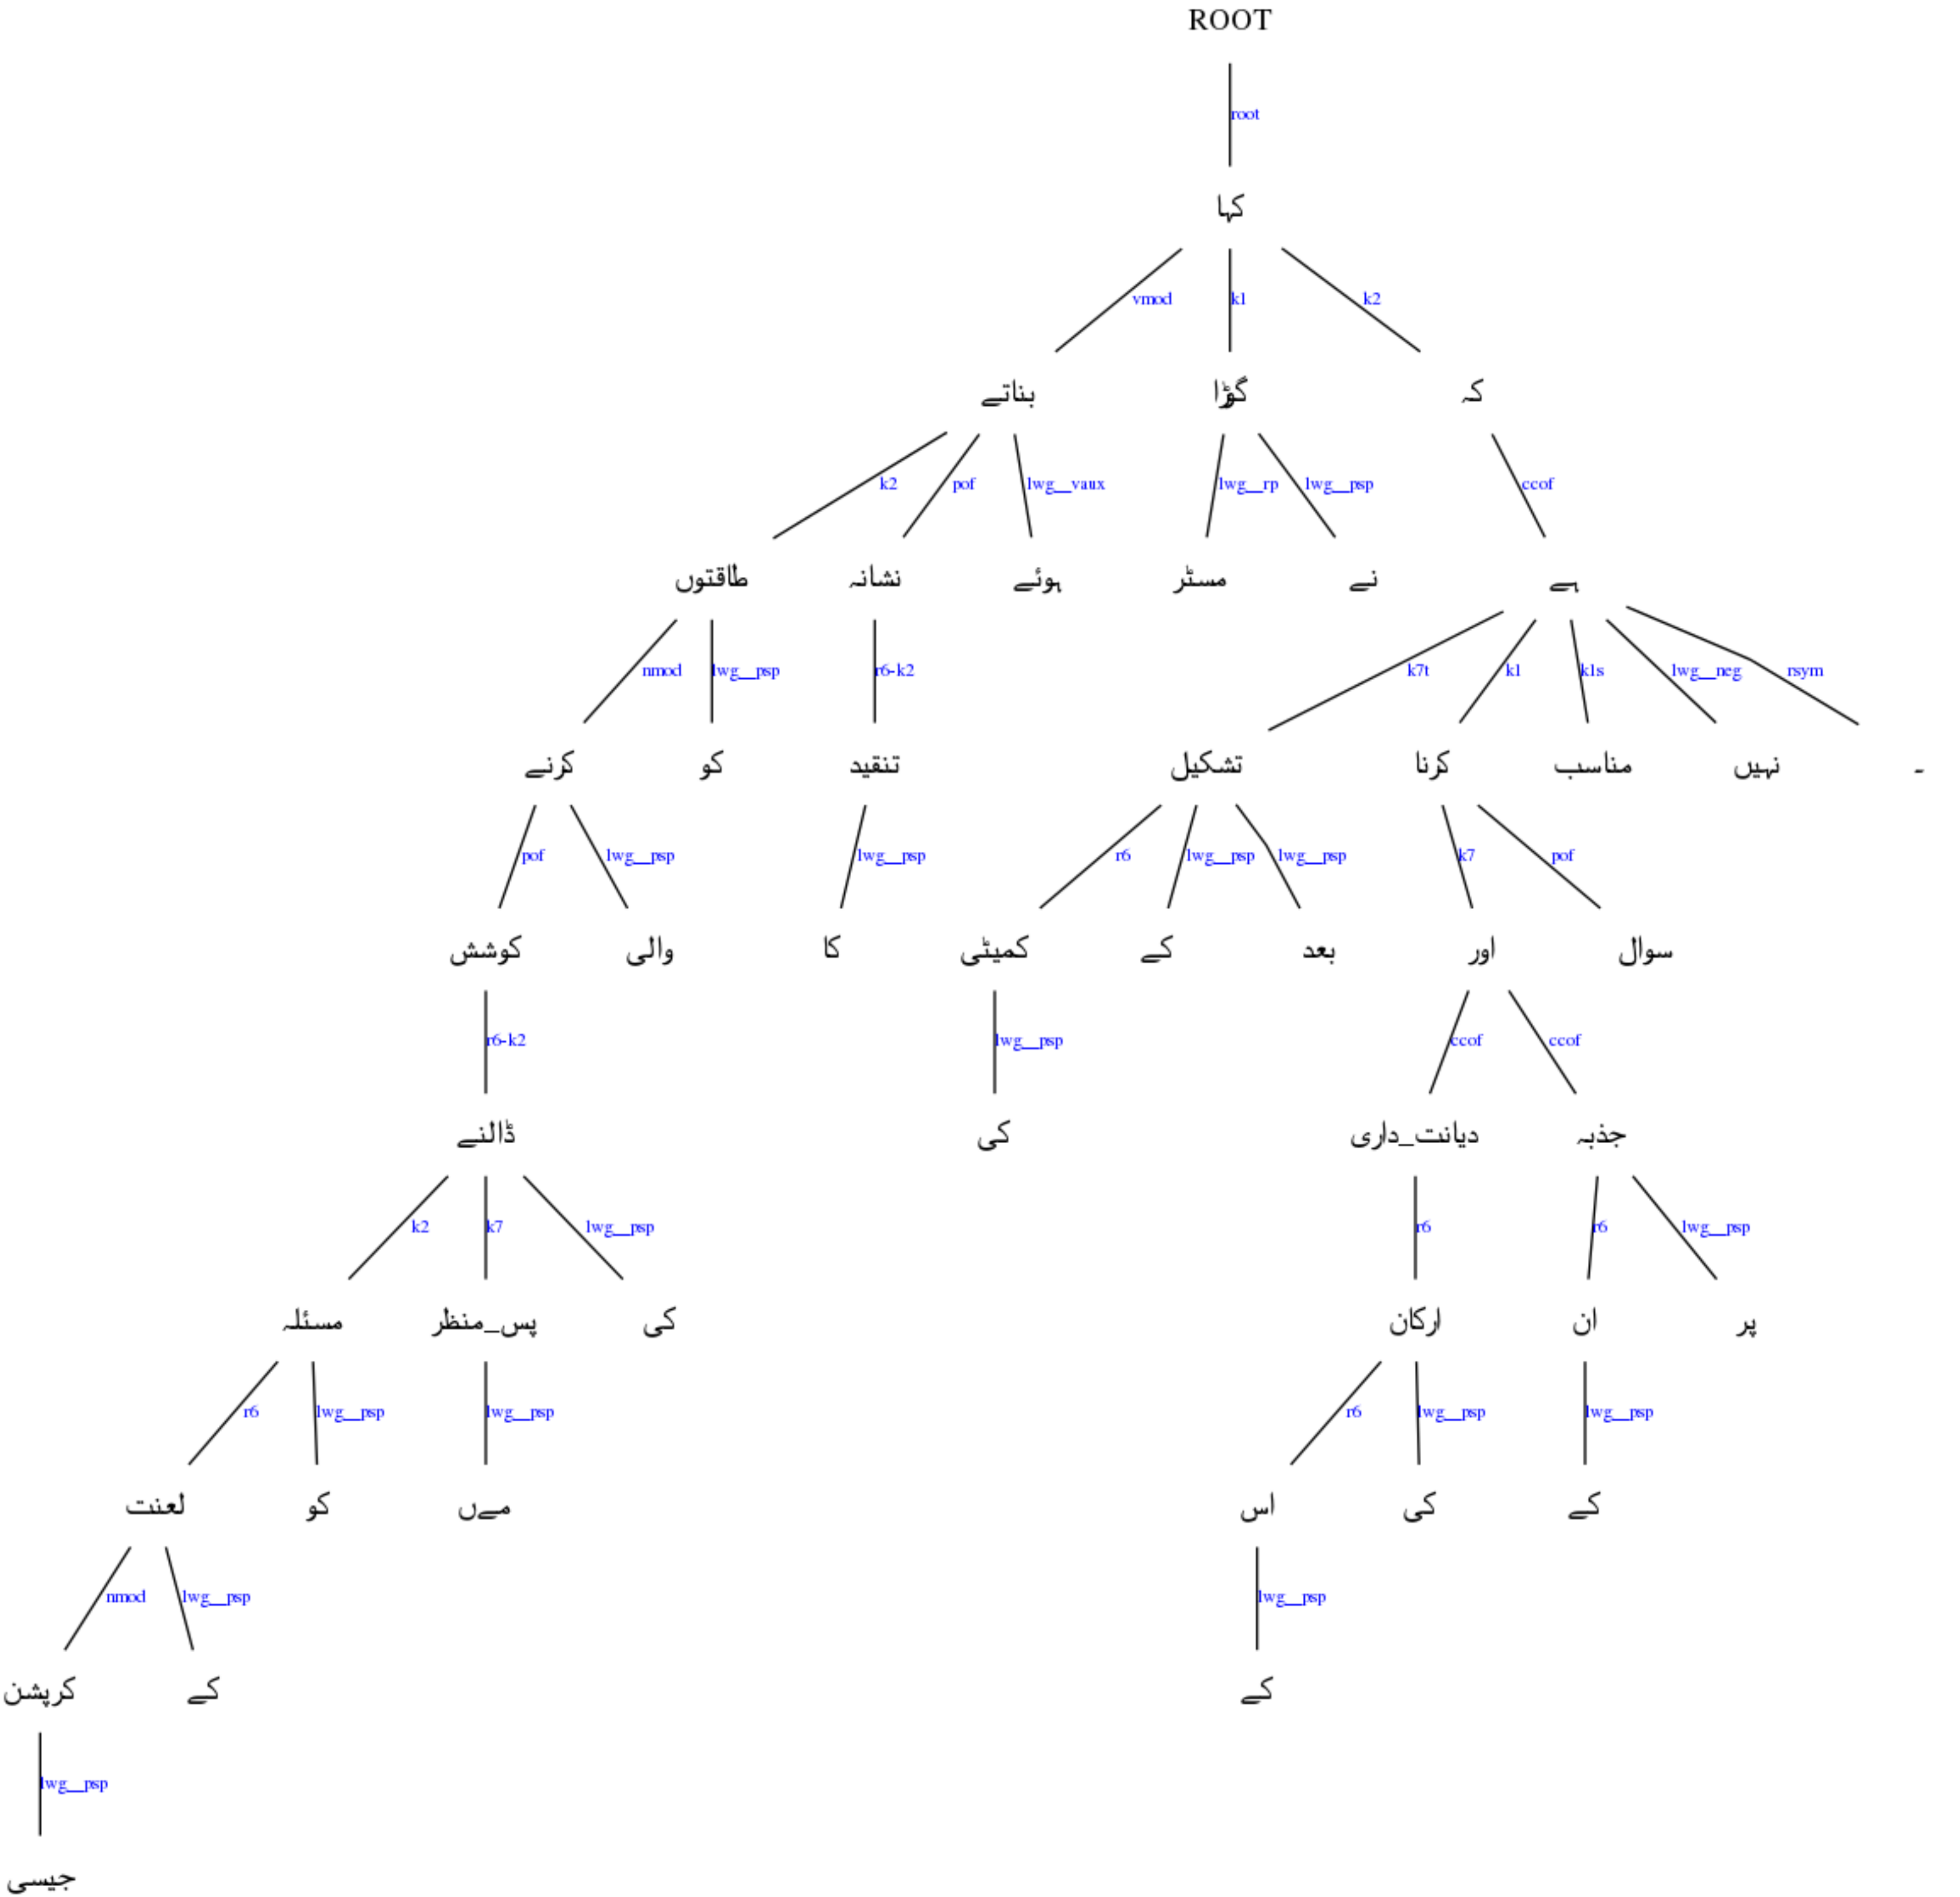 ROOT
root
کہا
vmod k1 k2
بناتے گوڑا کہ
k2 pof lwg__vaux lwg__rp lwg__psp ccof
طاقتوں نشانہ ہوئے مسٹر نے ہے
nmod lwg__psp r6-k2 k7t k1 k1s lwg__neg rsym
کرنے کو تنقید تشکیل کرنا مناسب نہیں ۔
pof lwg__psp lwg__psp r6 lwg__psp lwg__psp k7 pof
کوشش والی کا کمیٹی کے بعد اور سوال
r6-k2 lwg__psp ccof ccof
ڈالنے کی دیانت_داری جذبہ
k2 k7 lwg__psp r6 r6 lwg__psp
مسئلہ پس_منظر کی ارکان ان پر
r6 lwg__psp lwg__psp r6 lwg__psp lwg__psp
لعنت کو مےں اس کی کے
nmod lwg__psp lwg__psp
کرپشن کے کے
lwg__psp
جیسی